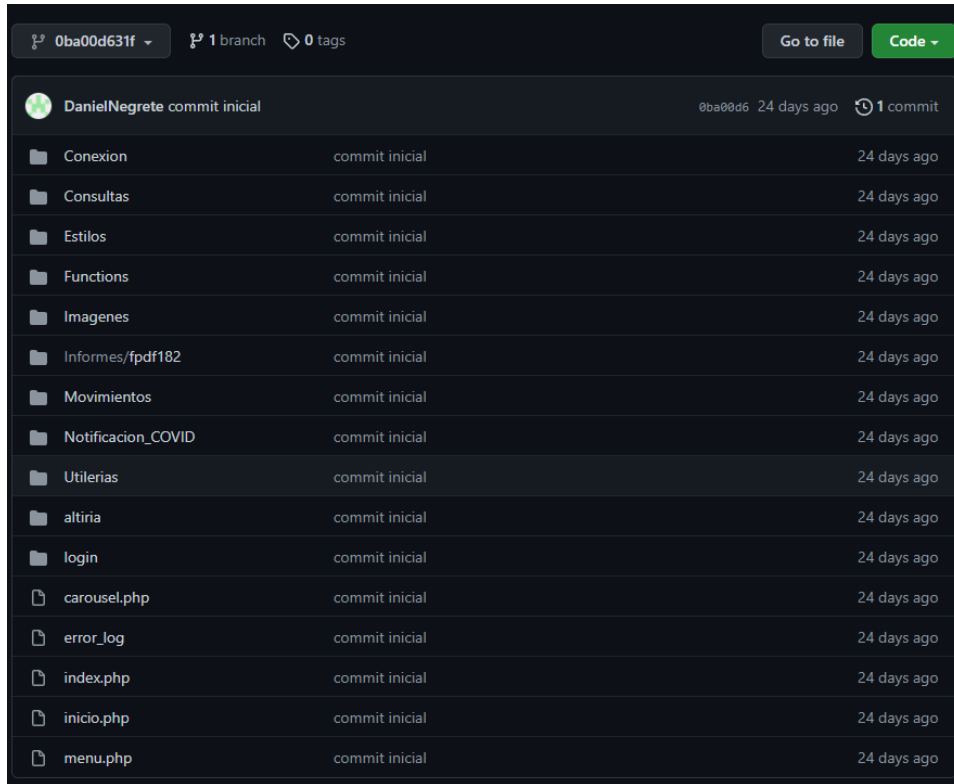 0ba00d631f 1 branch 0 tags Go to file Code
DanielNegrete commit inicial 0ba00d6 24 days ago 1 commit
Conexion commit inicial 24 days ago
Consultas commit inicial 24 days ago
Estilos commit inicial 24 days ago
Functions commit inicial 24 days ago
Imagenes commit inicial 24 days ago
Informes/fpdf182 commit inicial 24 days ago
Movimientos commit inicial 24 days ago
Notificacion_COVID commit inicial 24 days ago
Utilerias commit inicial 24 days ago
altiria commit inicial 24 days ago
login commit inicial 24 days ago
carousel.php commit inicial 24 days ago
error_log commit inicial 24 days ago
index.php commit inicial 24 days ago
inicio.php commit inicial 24 days ago
menu.php commit inicial 24 days ago